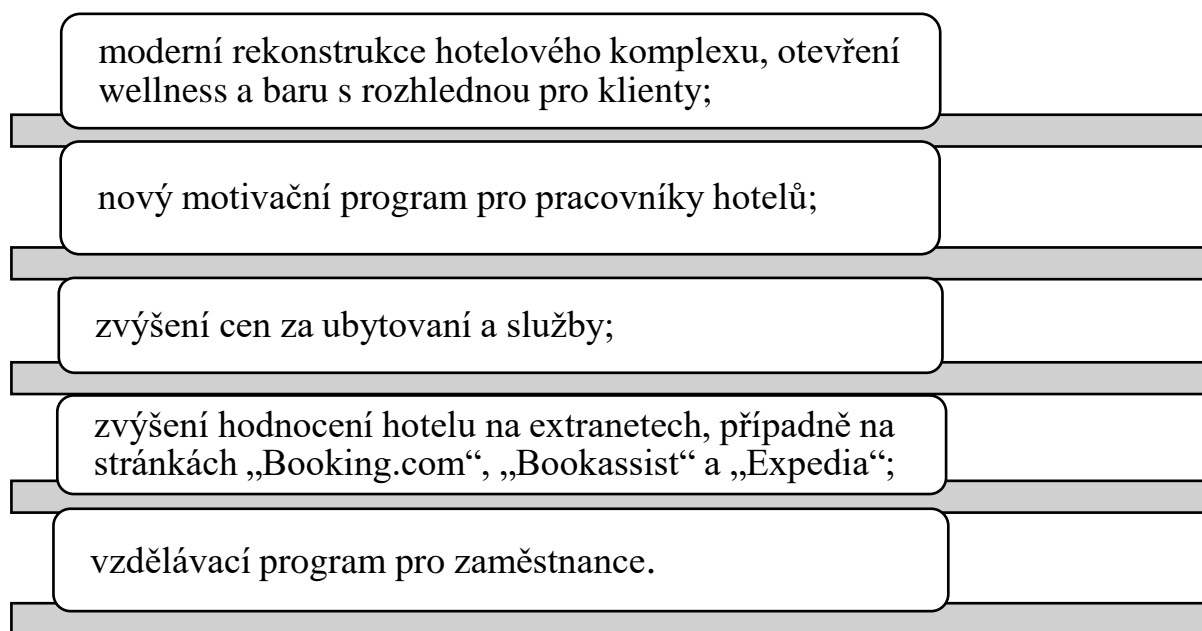 moderní rekonstrukce hotelového komplexu, otevření
wellness a baru s rozhlednou pro klienty;
nový motivační program pro pracovníky hotelů;
zvýšení cen za ubytovaní a služby;
zvýšení hodnocení hotelu na extranetech, případně na
stránkách „Booking.com“, „Bookassist“ a „Expedia“;
vzdělávací program pro zaměstnance.